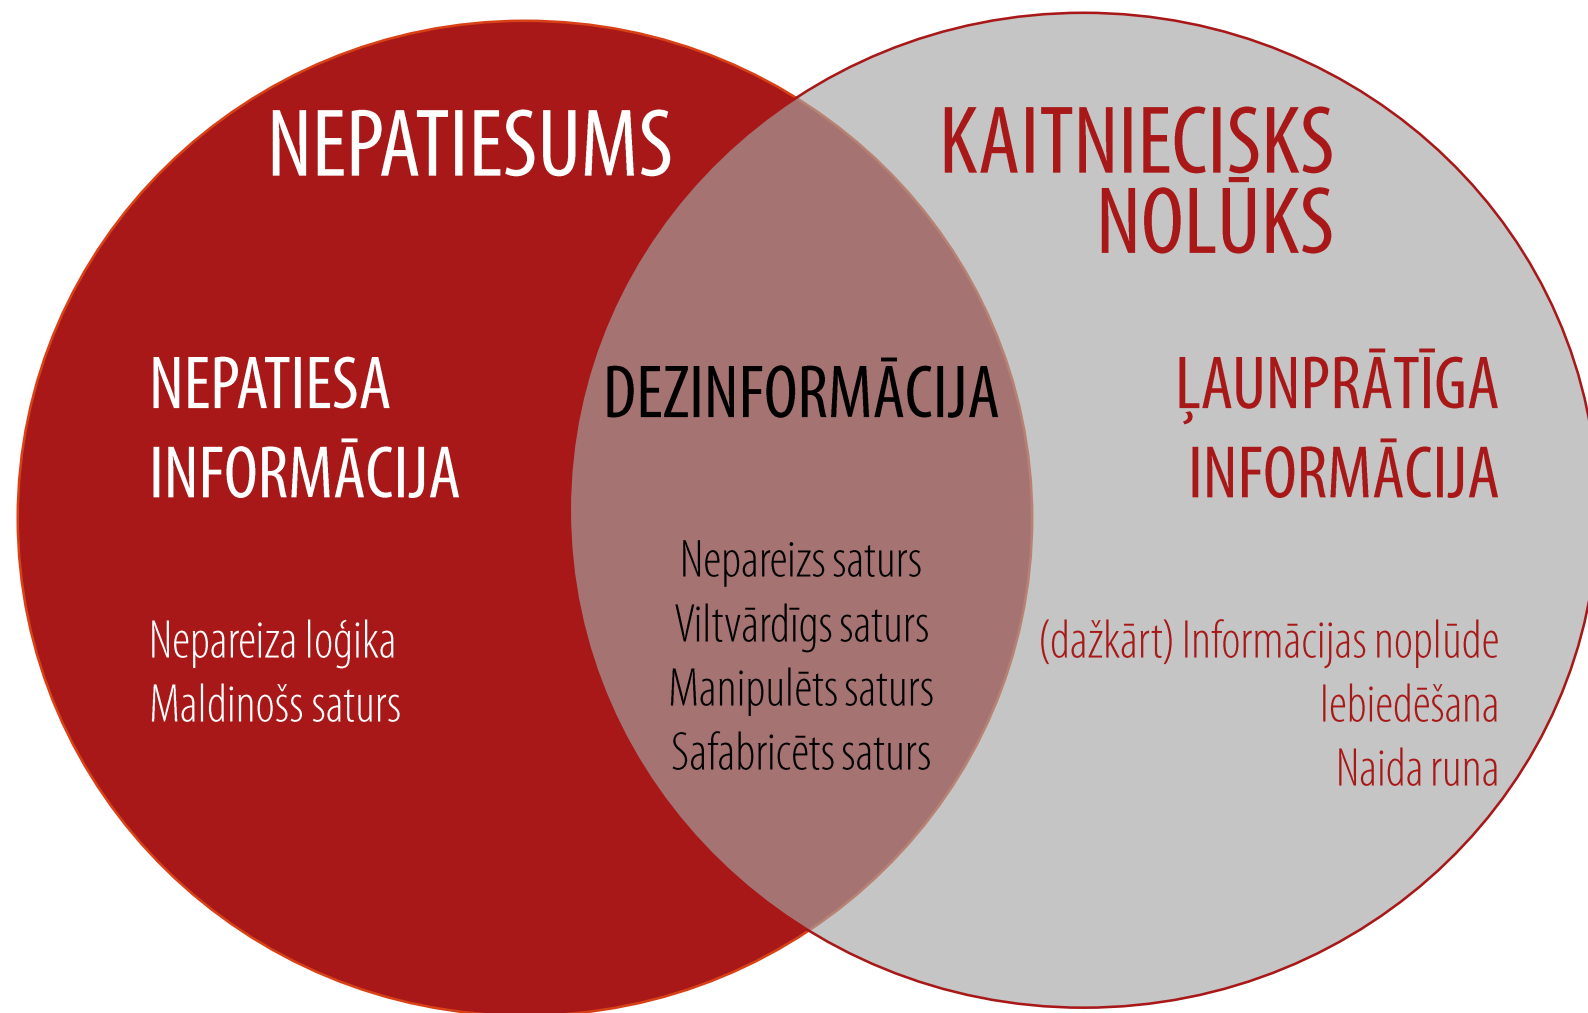 NEPATIESUMS
NEPATIESA
INFORMĀCIJA
Nepareiza loģika
Maldinošs saturs
DEZINFORMĀCIJA
Nepareizs saturs
Viltvārdīgs saturs
Manipulēts saturs
Safabricēts saturs
KAITNIECISKS
NOLŪKS
ĻAUNPRĀTĪGA
INFORMĀCIJA
(dažkārt) Informācijas noplūde
Iebiedēšana
Naida runa